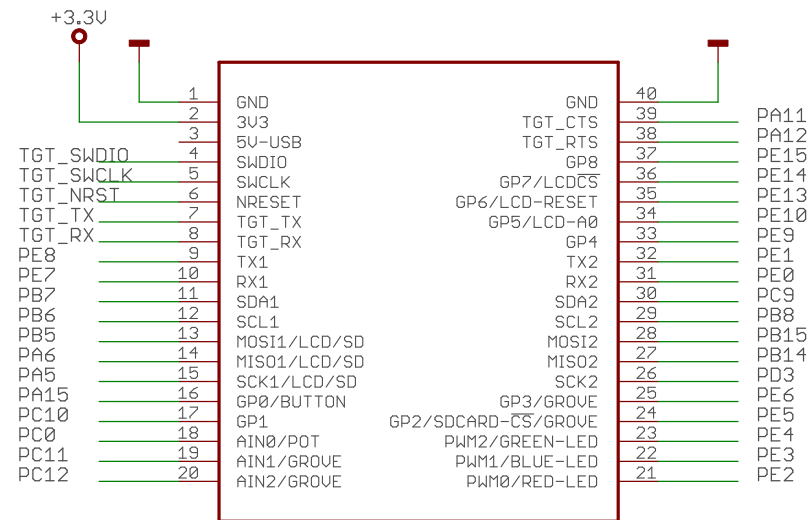 +3.3V
1 GND GND 40
2 3V3 TGT_CTS 39 PA11
3 5V-USB TGT_RTS 38 PA12
TGT_SWDIO 4 SWDIO GP8 37 PE15
TGT_SWCLK 5 SWCLK GP7/LCDCS 36 PE14
TGT_NRST 6 NRESET GP6/LCD-RESET 35 PE13
TGT_TX 7 TGT_TX GP5/LCD-A0 34 PE10
TGT_RX 8 TGT_RX GP4 33 PE9
PE8 9 TX1 TX2 32 PE1
PE7 10 RX1 RX2 31 PE0
PB7 11 SDA1 SDA2 30 PC9
PB6 12 SCL1 SCL2 29 PB8
PB5 13 MOSI1/LCD/SD MOSI2 28 PB15
PA6 14 MISO1/LCD/SD MISO2 27 PB14
PA5 15 SCK1/LCD/SD SCK2 26 PD3
PA15 16 GP0/BUTTON GP3/GROVE 25 PE6
PC10 17 GP1 GP2/SDCARD-CS/GROVE 24 PE5
PC0 18 AIN0/POT PWM2/GREEN-LED 23 PE4
PC11 19 AIN1/GROVE PWM1/BLUE-LED 22 PE3
PC12 20 AIN2/GROVE PWM0/RED-LED 21 PE2